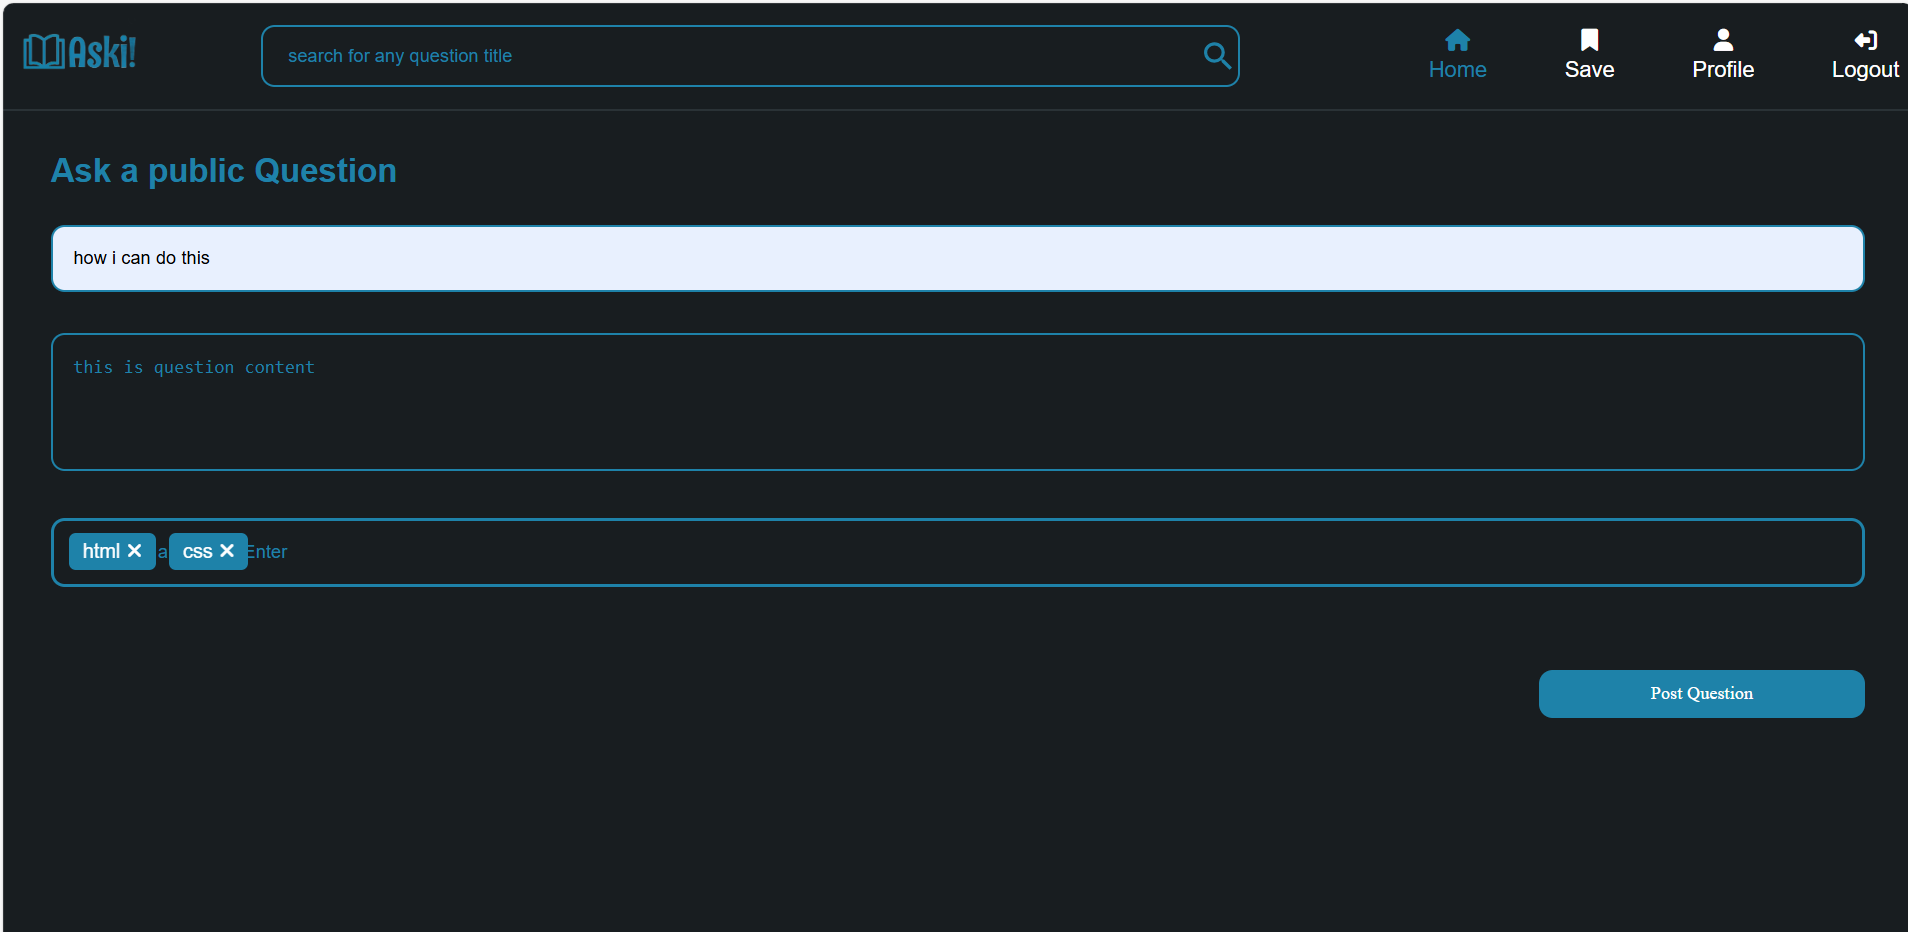 Aski!
search for any question title
Home
Save
Profile
Logout
Ask a public Question
how i can do this
this is question content
html a css Enter
Post Question